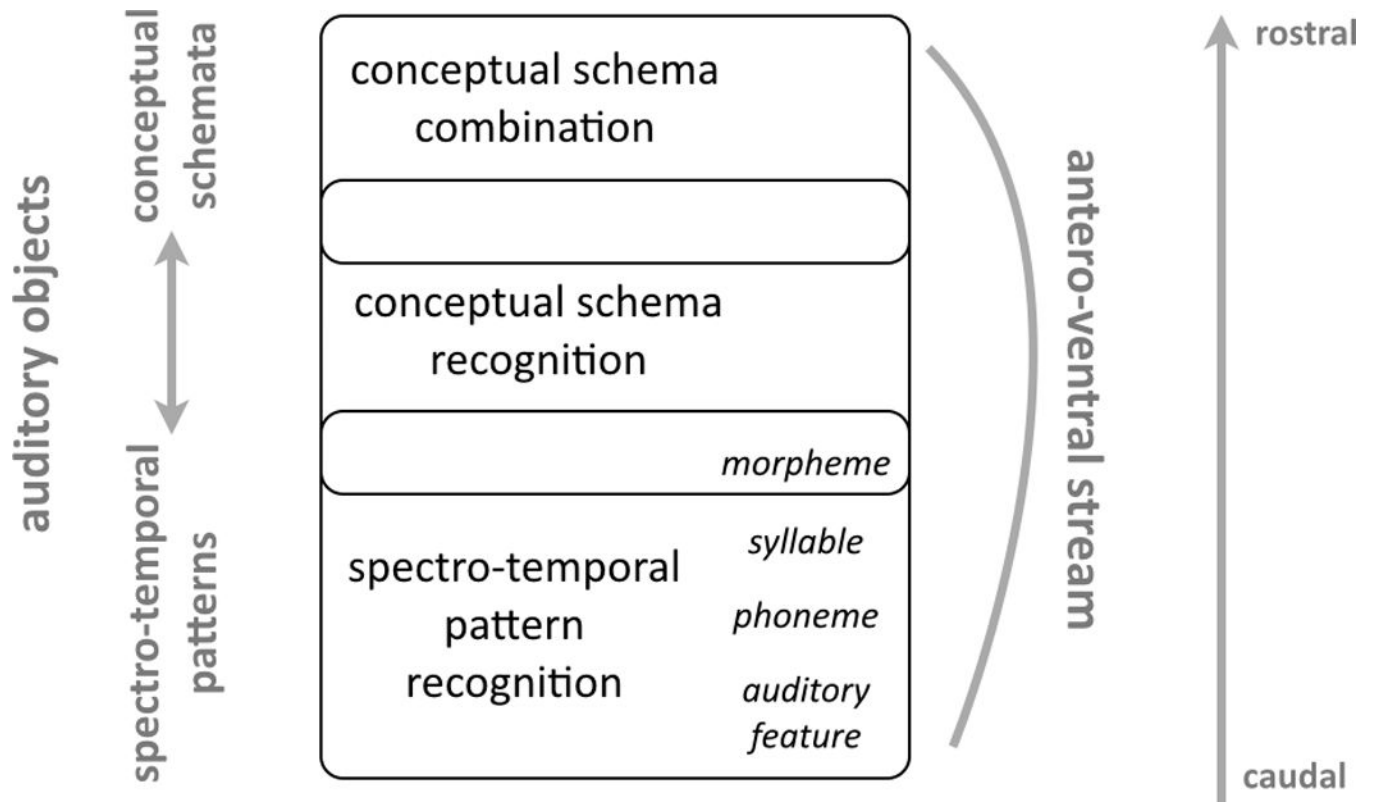 auditory objects
conceptual
schemata
spectro-temporal
patterns
conceptual schema
combination
conceptual schema
recognition
morpheme
spectro-temporal
pattern
recognition
syllable
phoneme
auditory
feature
antero-ventral stream
rostral
caudal